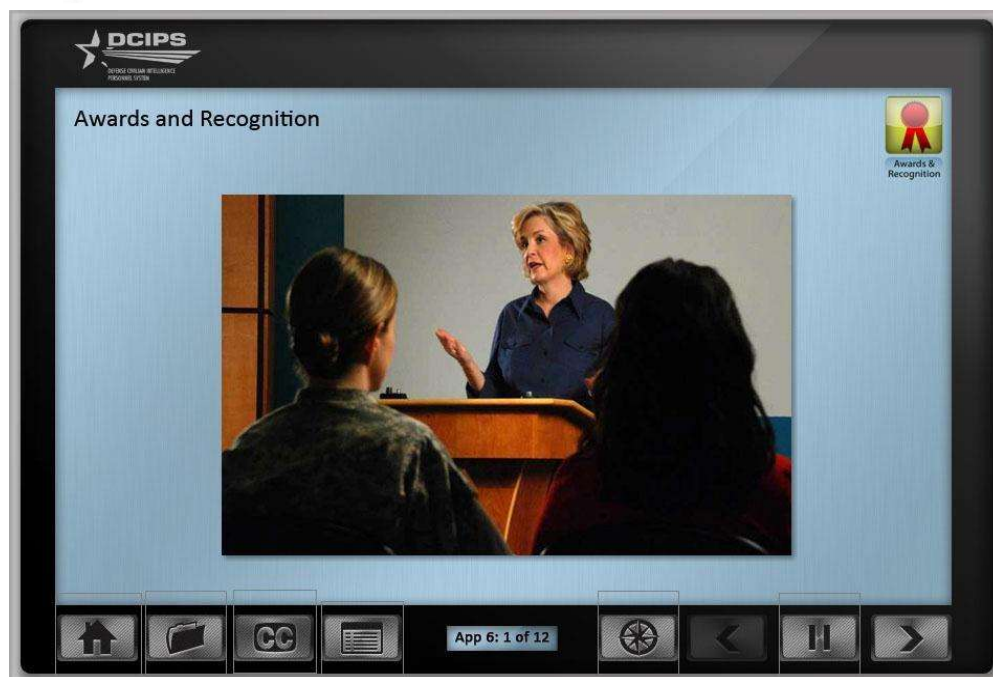 DCIPS
DEFENSE CIVILIAN INTELLIGENCE
PERSONNEL SYSTEM
Awards and Recognition
Awards &
Recognition
CC
App 6: 1 of 12